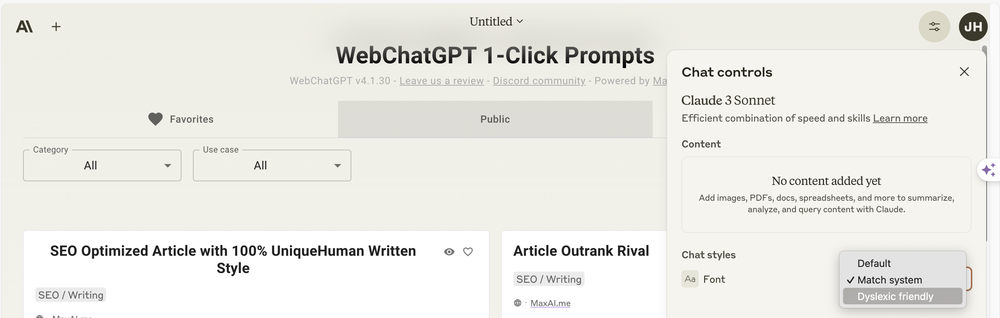 Untitled
JH
WebChatGPT 1-Click Prompts
WebChatGPT v4.1.30 - Leave us a review - Discord community - Powered by Ma
Favorites
Public
Category
All
Use case
All
SEO Optimized Article with 100% UniqueHuman Written
Style
SEO / Writing
· MaxAI.me
Article Outrank Rival
SEO / Writing
· MaxAI.me
Chat controls
Claude 3 Sonnet
Efficient combination of speed and skills Learn more
Content
No content added yet
Add images, PDFs, docs, spreadsheets, and more to summarize,
analyze, and query content with Claude.
Chat styles
Aa Font
Default
✓ Match system
Dyslexic friendly